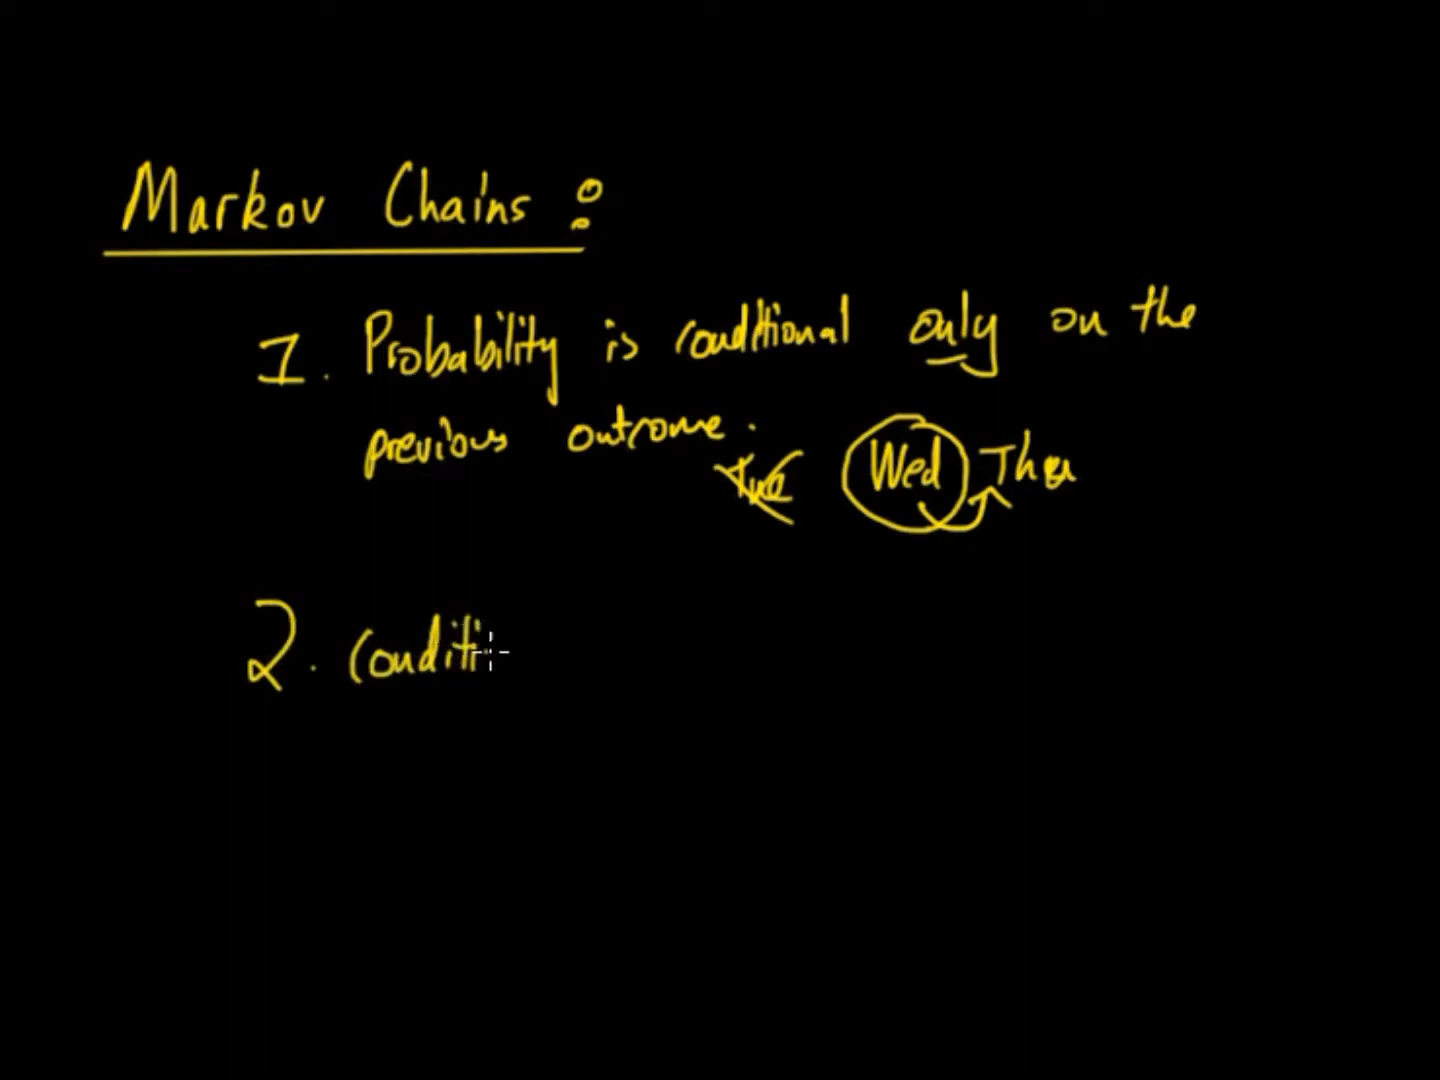 Markov Chains :
1. Probability is conditional only on the
previous outcome.
Tue Wed Thu
2. Conditi